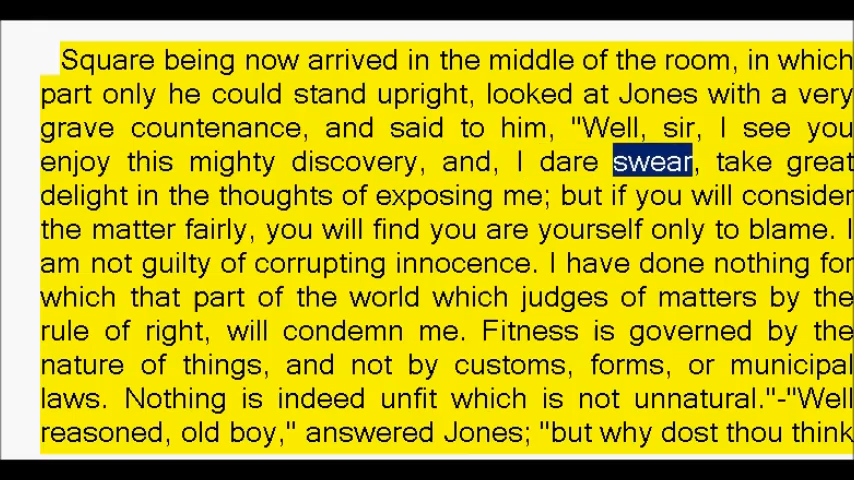 Square being now arrived in the middle of the room, in which
part only he could stand upright, looked at Jones with a very
grave countenance, and said to him, "Well, sir, I see you
enjoy this mighty discovery, and, I dare swear, take great
delight in the thoughts of exposing me; but if you will consider
the matter fairly, you will find you are yourself only to blame. I
am not guilty of corrupting innocence. I have done nothing for
which that part of the world which judges of matters by the
rule of right, will condemn me. Fitness is governed by the
nature of things, and not by customs, forms, or municipal
laws. Nothing is indeed unfit which is not unnatural."-"Well
reasoned, old boy," answered Jones; "but why dost thou think